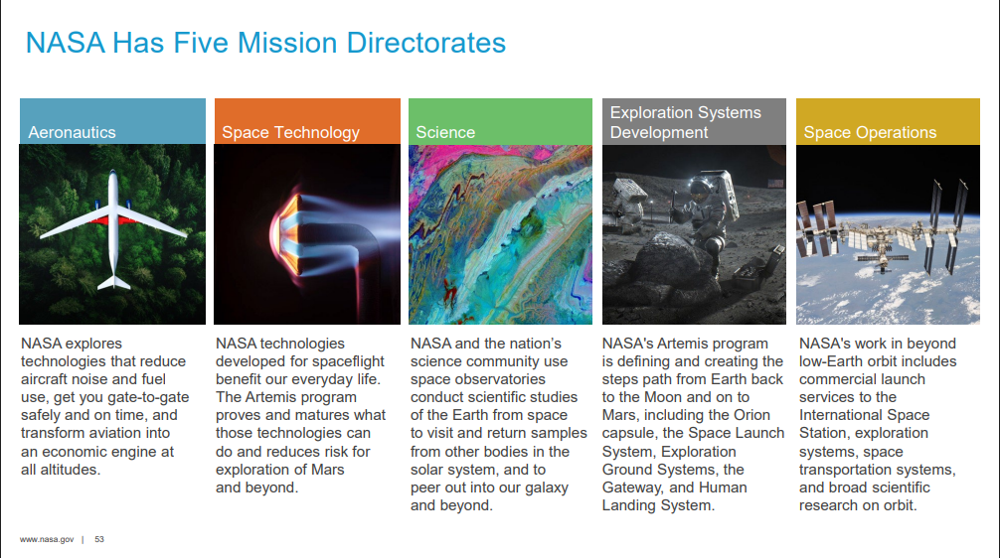 NASA Has Five Mission Directorates
Aeronautics
NASA explores
technologies that reduce
aircraft noise and fuel
use, get you gate-to-gate
safely and on time, and
transform aviation into
an economic engine at
all altitudes.
Space Technology
NASA technologies
developed for spaceflight
benefit our everyday life.
The Artemis program
proves and matures what
those technologies can
do and reduces risk for
exploration of Mars
and beyond.
Science
NASA and the nation’s
science community use
space observatories
conduct scientific studies
of the Earth from space
to visit and return samples
from other bodies in the
solar system, and to
peer out into our galaxy
and beyond.
Exploration Systems
Development
NASA's Artemis program
is defining and creating the
steps path from Earth back
to the Moon and on to
Mars, including the Orion
capsule, the Space Launch
System, Exploration
Ground Systems, the
Gateway, and Human
Landing System.
Space Operations
NASA's work in beyond
low-Earth orbit includes
commercial launch
services to the
International Space
Station, exploration
systems, space
transportation systems,
and broad scientific
research on orbit.
www.nasa.gov | 53